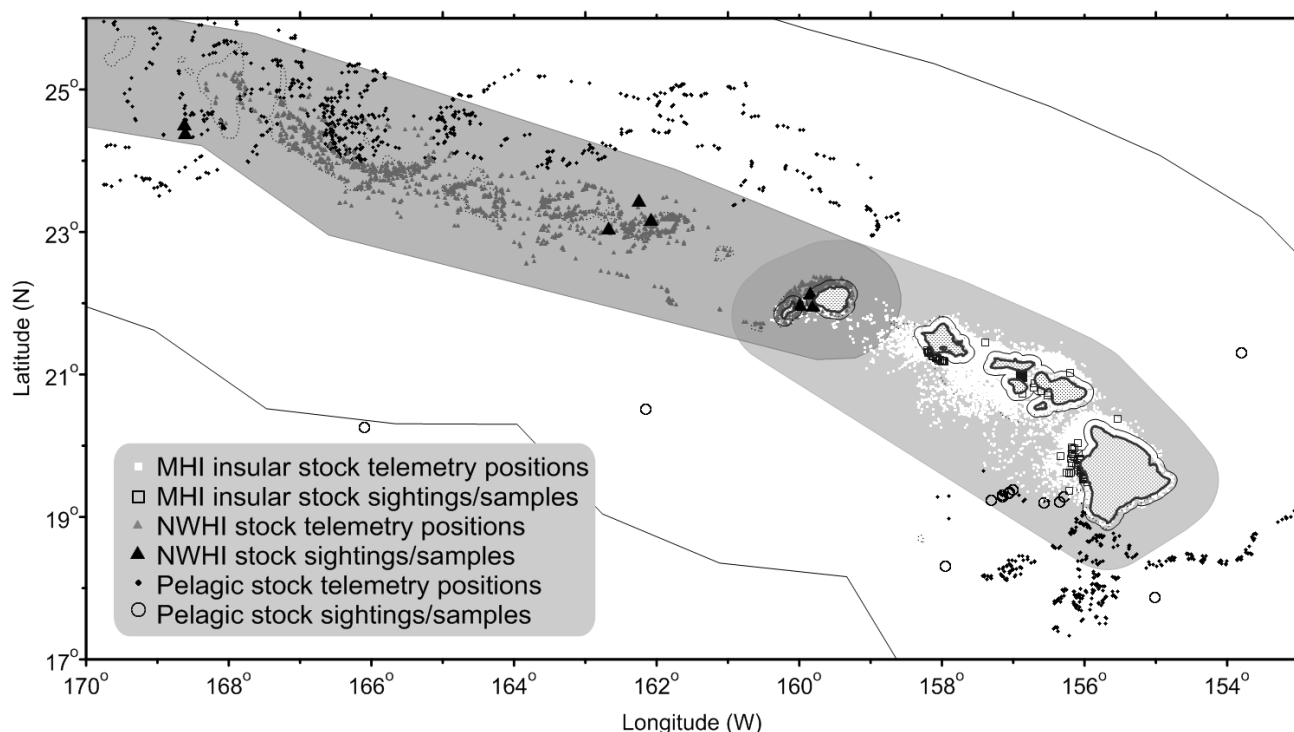 25°
23°
21°
19°
17°
Latitude (N)
MHI insular stock telemetry positions
MHI insular stock sightings/samples
NWHI stock telemetry positions
NWHI stock sightings/samples
Pelagic stock telemetry positions
Pelagic stock sightings/samples
170° 168° 166° 164° 162° 160° 158° 156° 154°
Longitude (W)